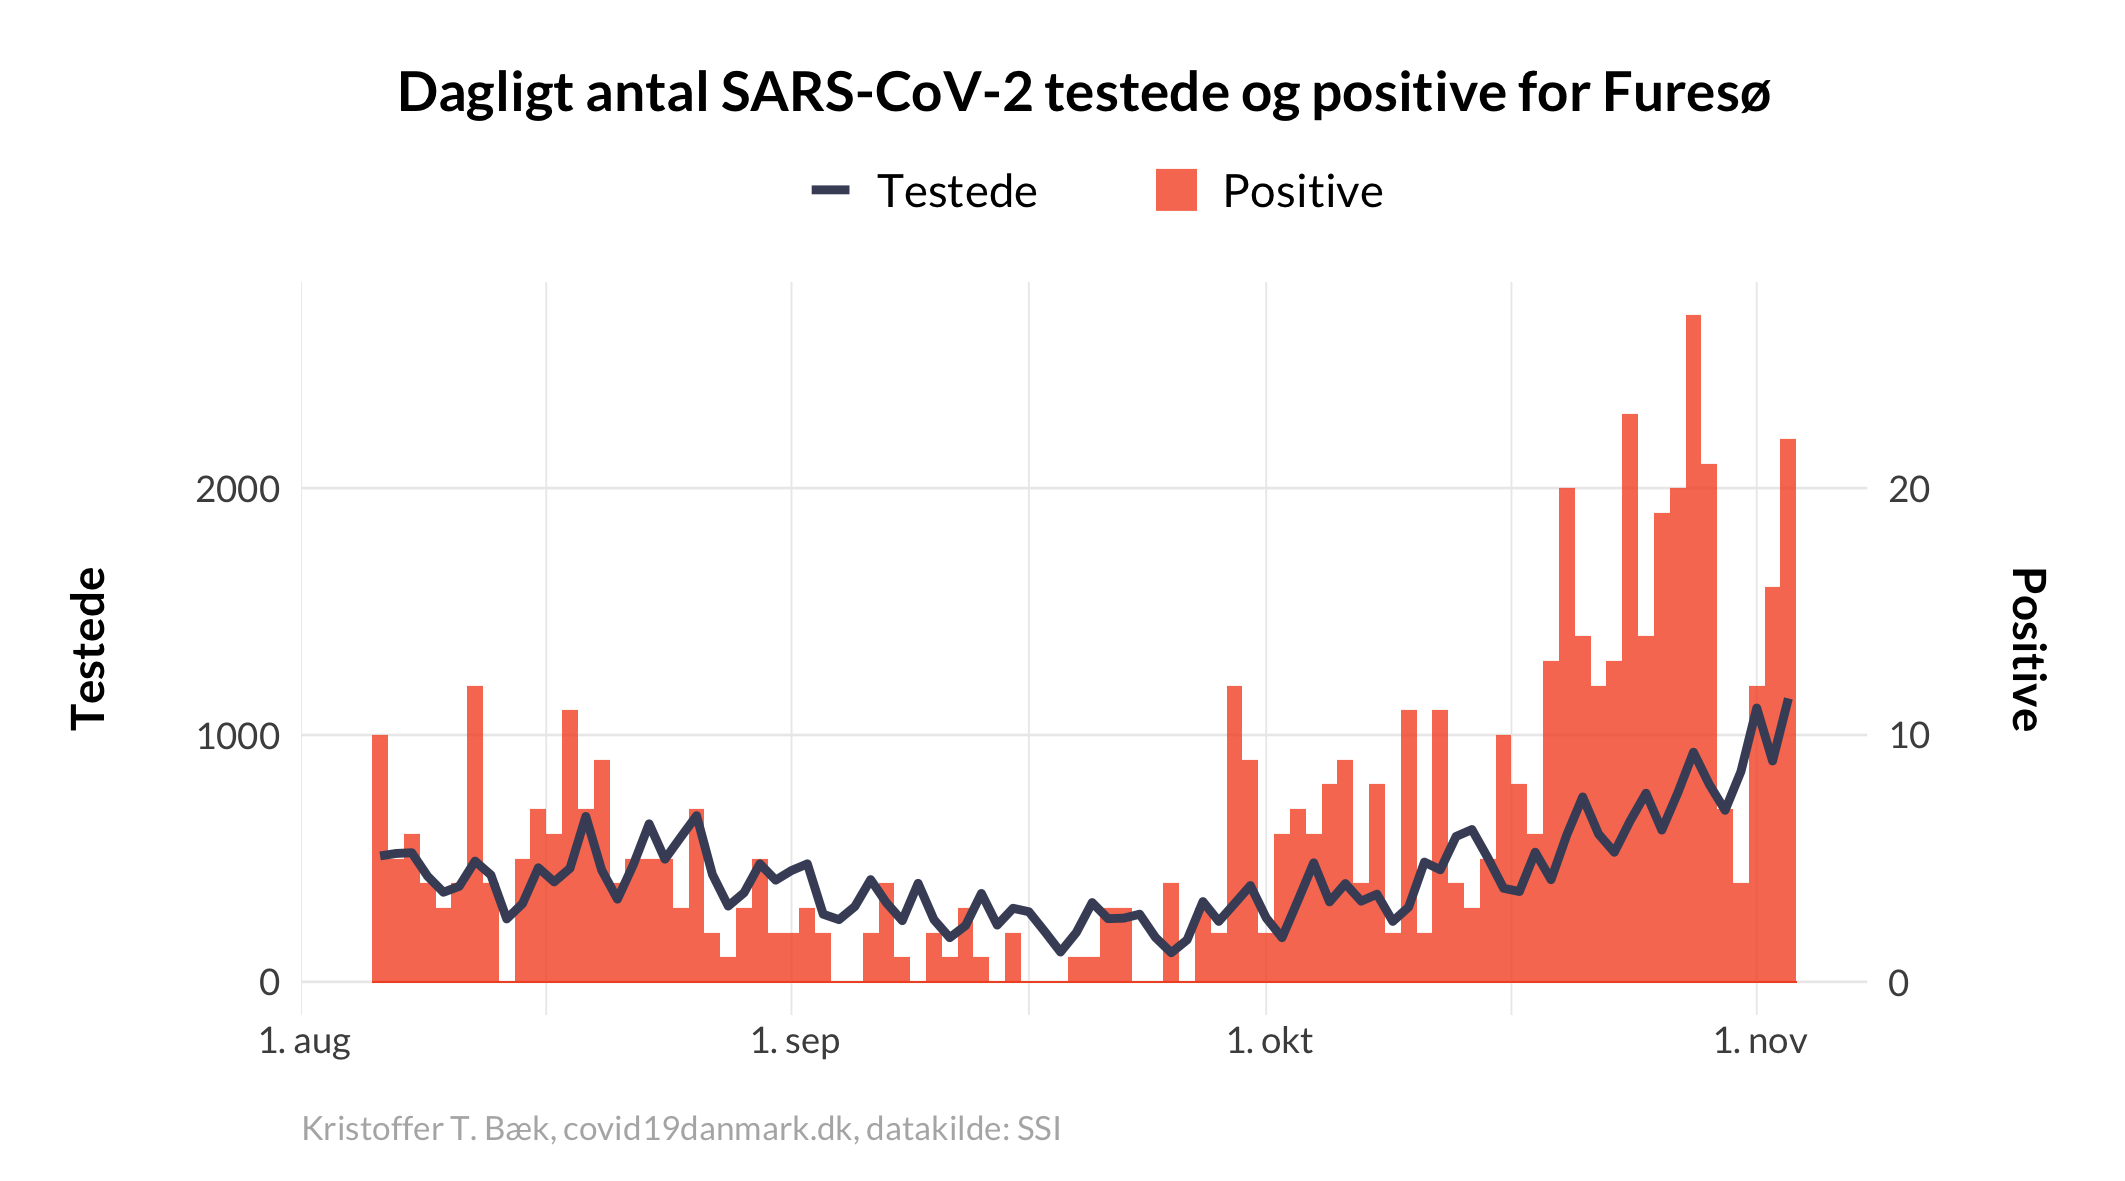 Dagligt antal SARS-CoV-2 testede og positive for Furesø
Testede
Positive
2000
1000
0
Testede
20
10
0
Positive
1. aug
1. sep
1. okt
1. nov
Kristoffer T. Bæk, covid19danmark.dk, datakilde: SSI